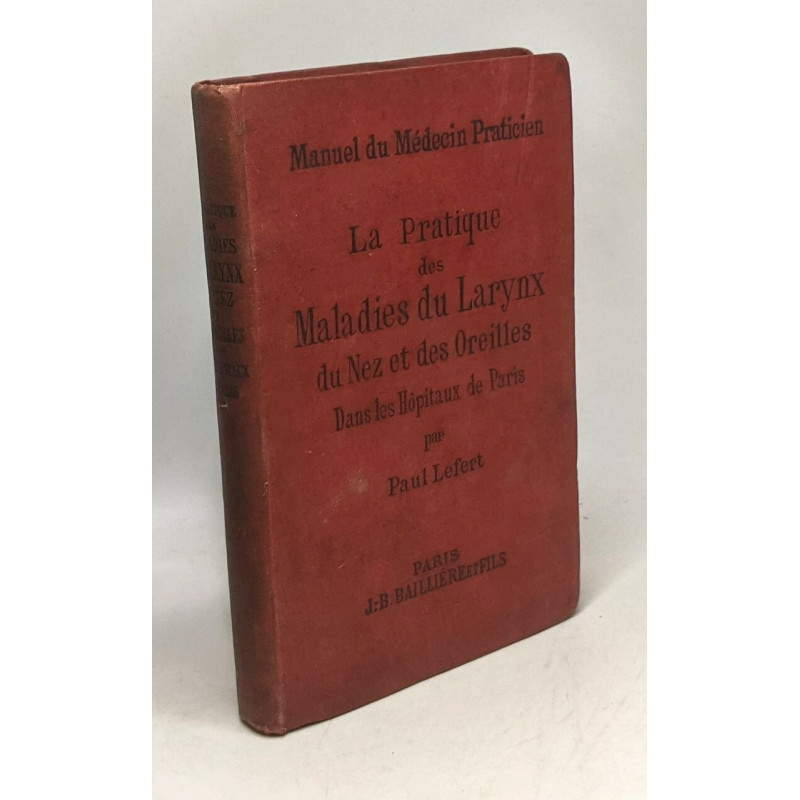 Manuel du Médecin Praticien
La Pratique
des
Maladies du Larynx
du Nez et des Oreilles
Dans les Hôpitaux de Paris
par
Paul Lefert
PARIS
J.-B. BAILLIÈRE ET FILS